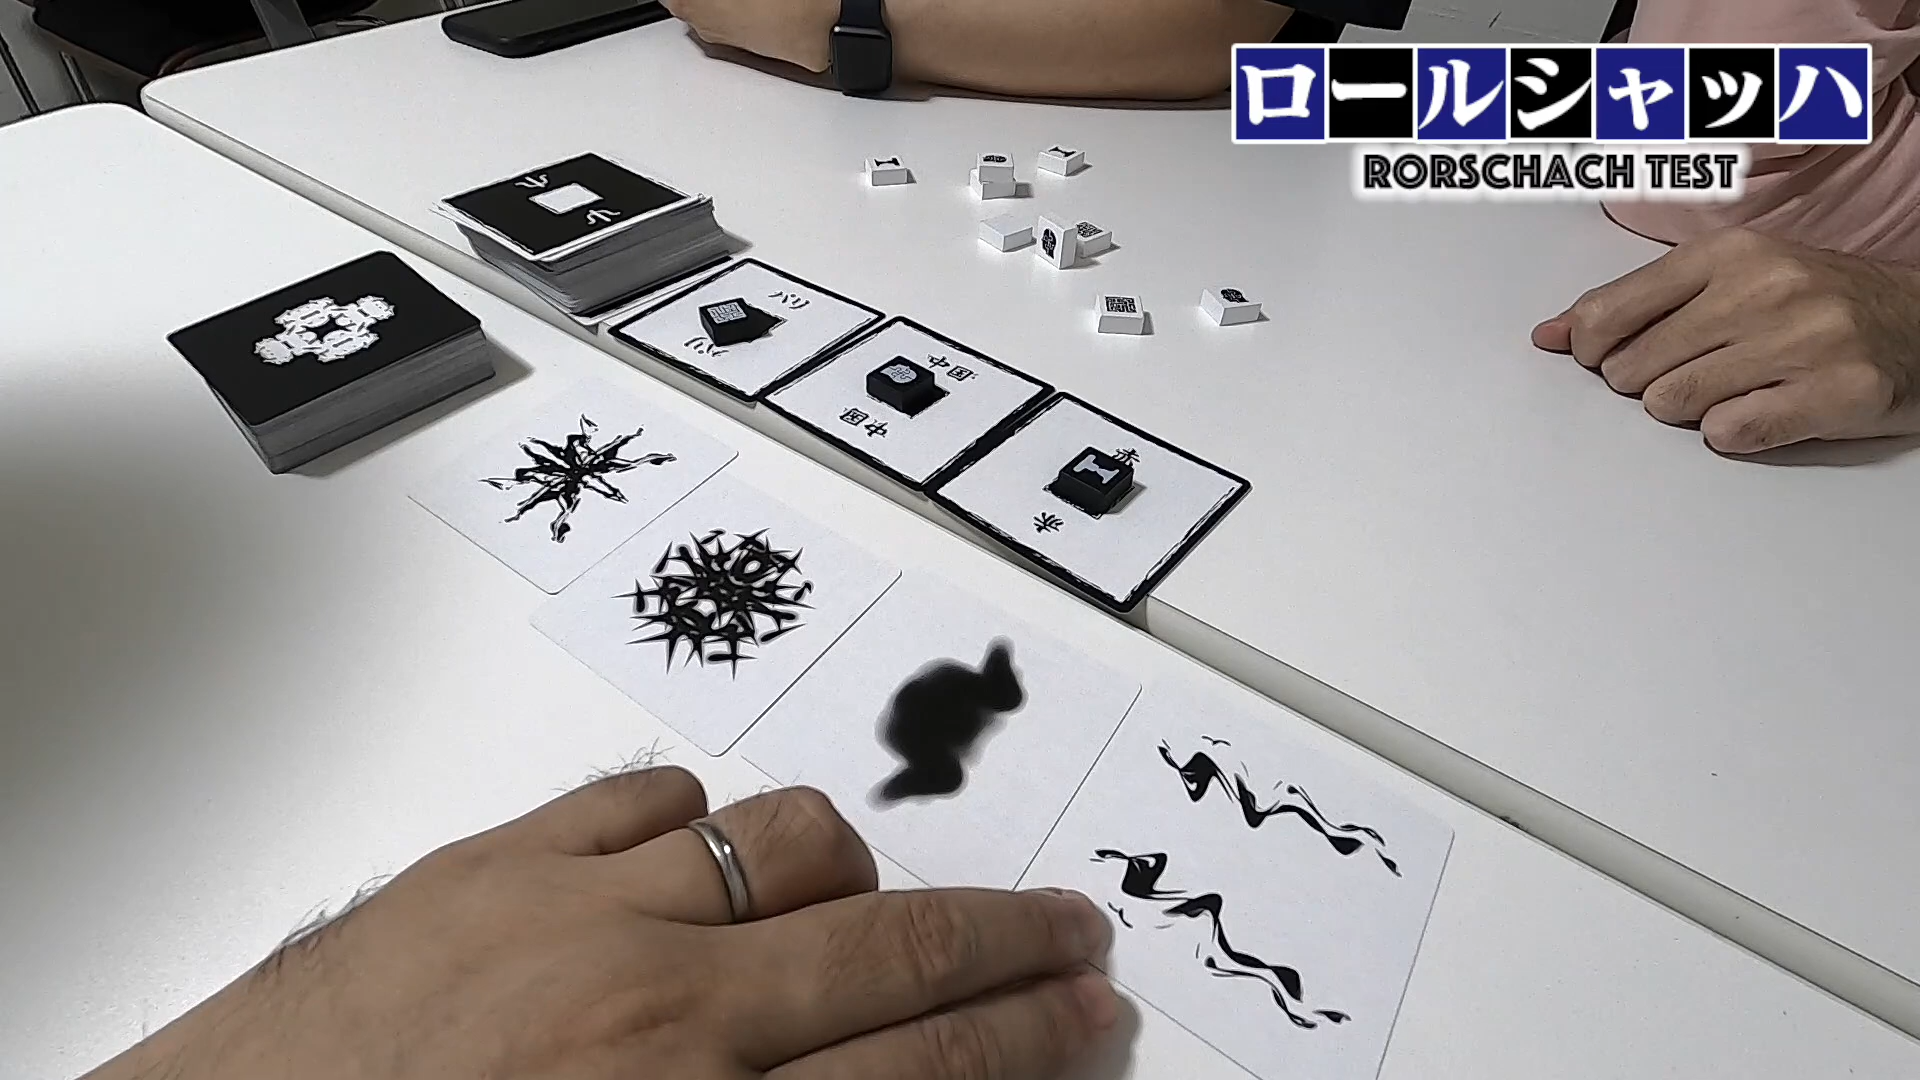 ロールシャッハ
RORSCHACH TEST
パリ
パリ
中国
中国
赤
赤